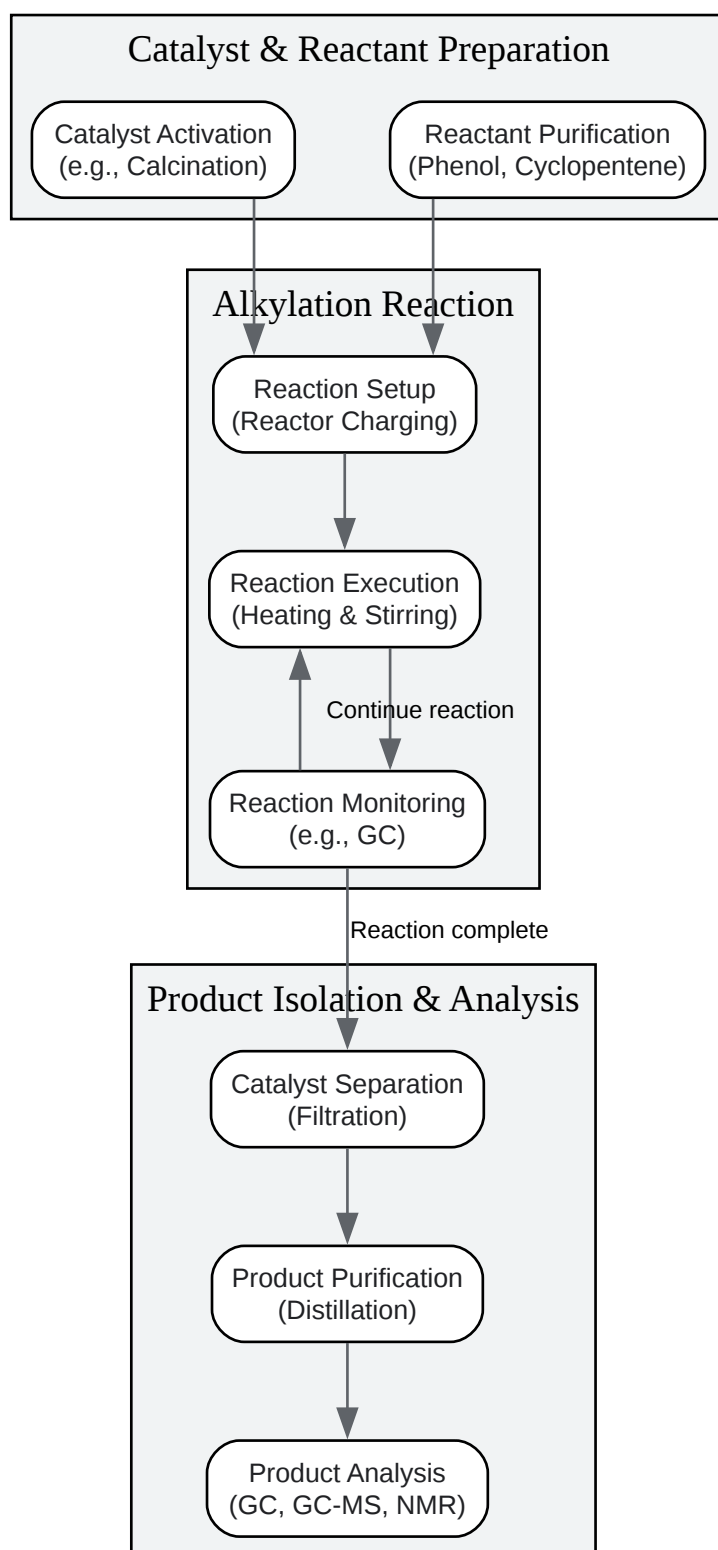 Catalyst & Reactant Preparation
Catalyst Activation
(e.g., Calcination)
Reactant Purification
(Phenol, Cyclopentene)
Alkylation Reaction
Reaction Setup
(Reactor Charging)
Reaction Execution
(Heating & Stirring)
Continue reaction
Reaction Monitoring
(e.g., GC)
Reaction complete
Product Isolation & Analysis
Catalyst Separation
(Filtration)
Product Purification
(Distillation)
Product Analysis
(GC, GC-MS, NMR)